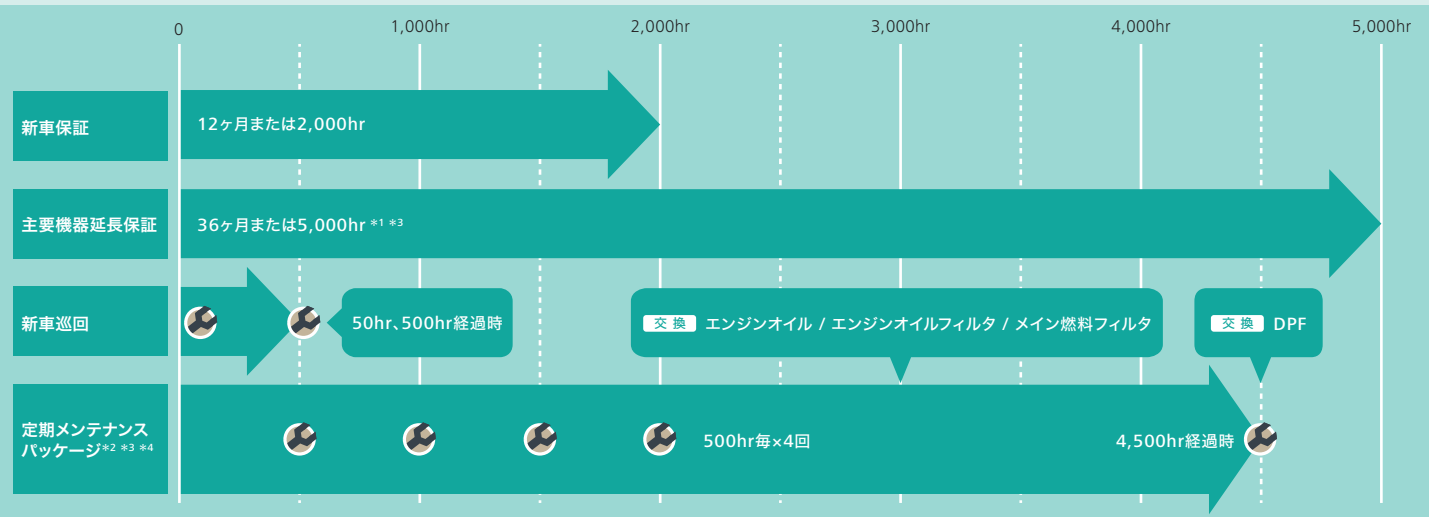 0
1,000hr
2,000hr
3,000hr
4,000hr
5,000hr
新車保証
12ヶ月または2,000hr
主要機器延長保証
36ヶ月または5,000hr *1 *3
新車巡回
50hr、500hr経過時
交換 エンジンオイル / エンジンオイルフィルタ / メイン燃料フィルタ
交換 DPF
定期メンテナンス
パッケージ*2 *3 *4
500hr毎×4回
4,500hr経過時